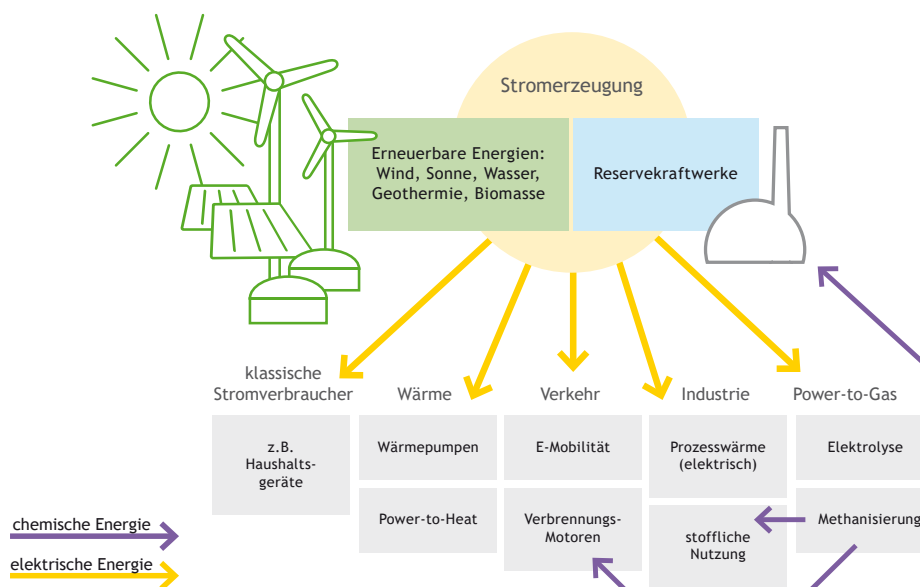 Stromerzeugung
Erneuerbare Energien:
Wind, Sonne, Wasser,
Geothermie, Biomasse
Reservekraftwerke
klassische
Stromverbraucher
Wärme
Verkehr
Industrie
Power-to-Gas
z.B.
Haushalts-
geräte
Wärmepumpen
E-Mobilität
Prozesswärme
(elektrisch)
Elektrolyse
Power-to-Heat
Verbrennungs-
Motoren
stoffliche
Nutzung
Methanisierung
chemische Energie
elektrische Energie